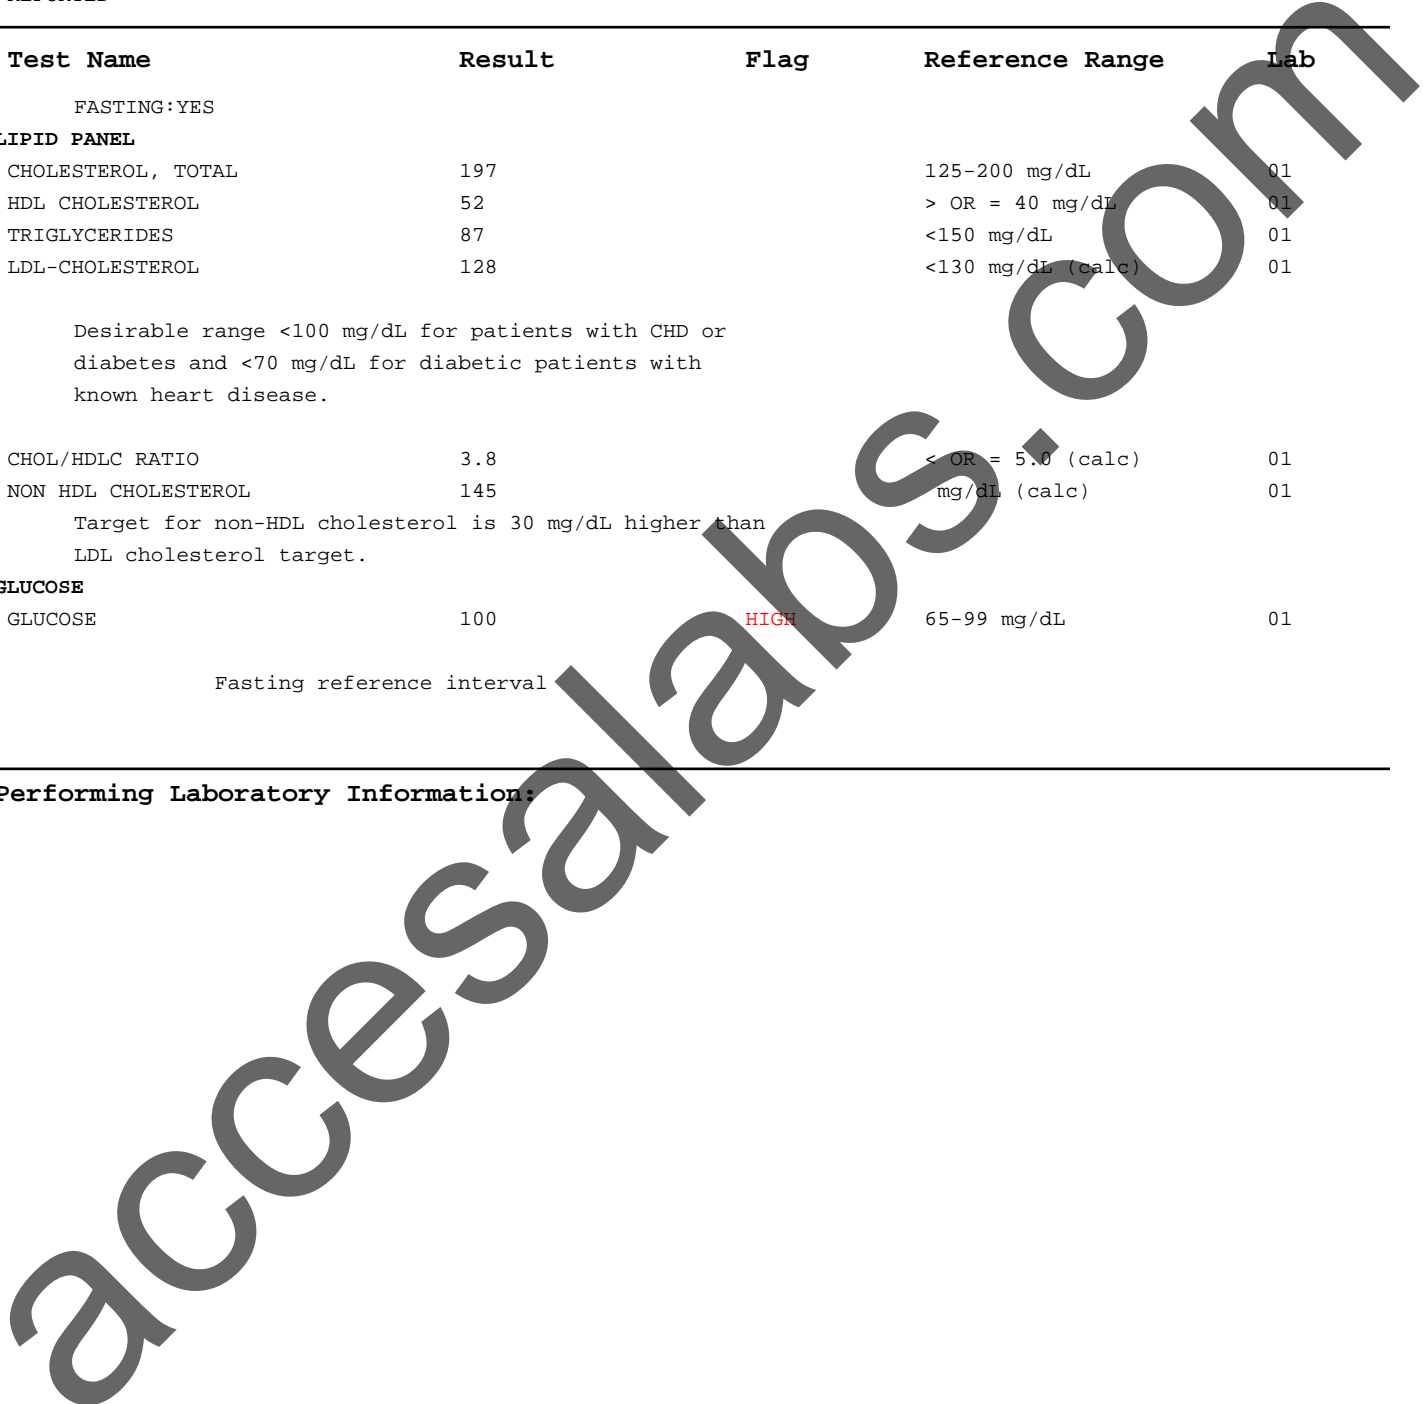 Test Name Result Flag Reference Range Lab
FASTING:YES
LIPID PANEL
CHOLESTEROL, TOTAL 197 125-200 mg/dL 01
HDL CHOLESTEROL 52 > OR = 40 mg/dL 01
TRIGLYCERIDES 87 <150 mg/dL 01
LDL-CHOLESTEROL 128 <130 mg/dL (calc) 01
Desirable range <100 mg/dL for patients with CHD or
diabetes and <70 mg/dL for diabetic patients with
known heart disease.
CHOL/HDLC RATIO 3.8 < OR = 5.0 (calc) 01
NON HDL CHOLESTEROL 145 mg/dL (calc) 01
Target for non-HDL cholesterol is 30 mg/dL higher than
LDL cholesterol target.
GLUCOSE
GLUCOSE 100 HIGH 65-99 mg/dL 01
Fasting reference interval
Performing Laboratory Information:
accesalabs.com